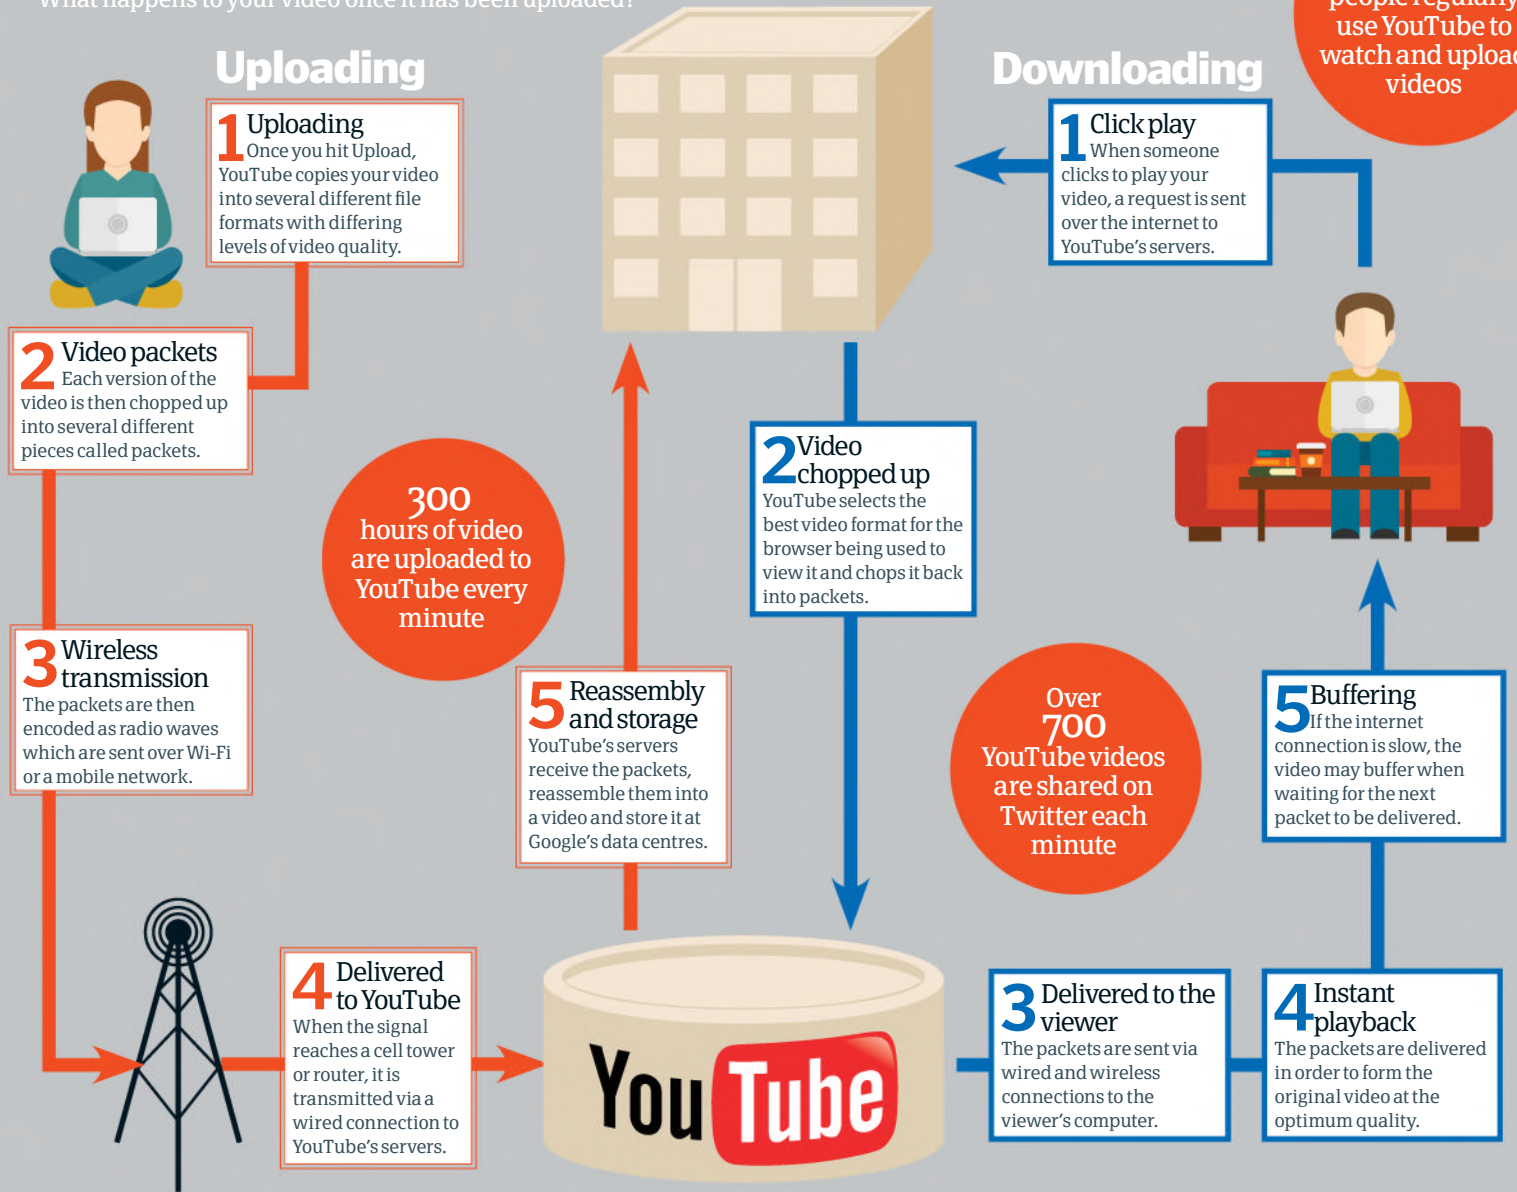 What happens to your video once it has been uploaded?
people regularly
use YouTube to
watch and upload
videos
Uploading
1 Uploading
Once you hit Upload,
YouTube copies your video
into several different file
formats with differing
levels of video quality.
2 Video packets
Each version of the
video is then chopped up
into several different
pieces called packets.
3 Wireless
transmission
The packets are then
encoded as radio waves
which are sent over Wi-Fi
or a mobile network.
4 Delivered
to YouTube
When the signal
reaches a cell tower
or router, it is
transmitted via a
wired connection to
YouTube's servers.
5 Reassembly
and storage
YouTube's servers
receive the packets,
reassemble them into
a video and store it at
Google's data centres.
300
hours of video
are uploaded to
YouTube every
minute
Downloading
1 Click play
When someone
clicks to play your
video, a request is sent
over the internet to
YouTube's servers.
2 Video
chopped up
YouTube selects the
best video format for the
browser being used to
view it and chops it back
into packets.
3 Delivered to the
viewer
The packets are sent via
wired and wireless
connections to the
viewer's computer.
4 Instant
playback
The packets are delivered
in order to form the
original video at the
optimum quality.
5 Buffering
If the internet
connection is slow, the
video may buffer when
waiting for the next
packet to be delivered.
Over
700
YouTube videos
are shared on
Twitter each
minute
YouTube